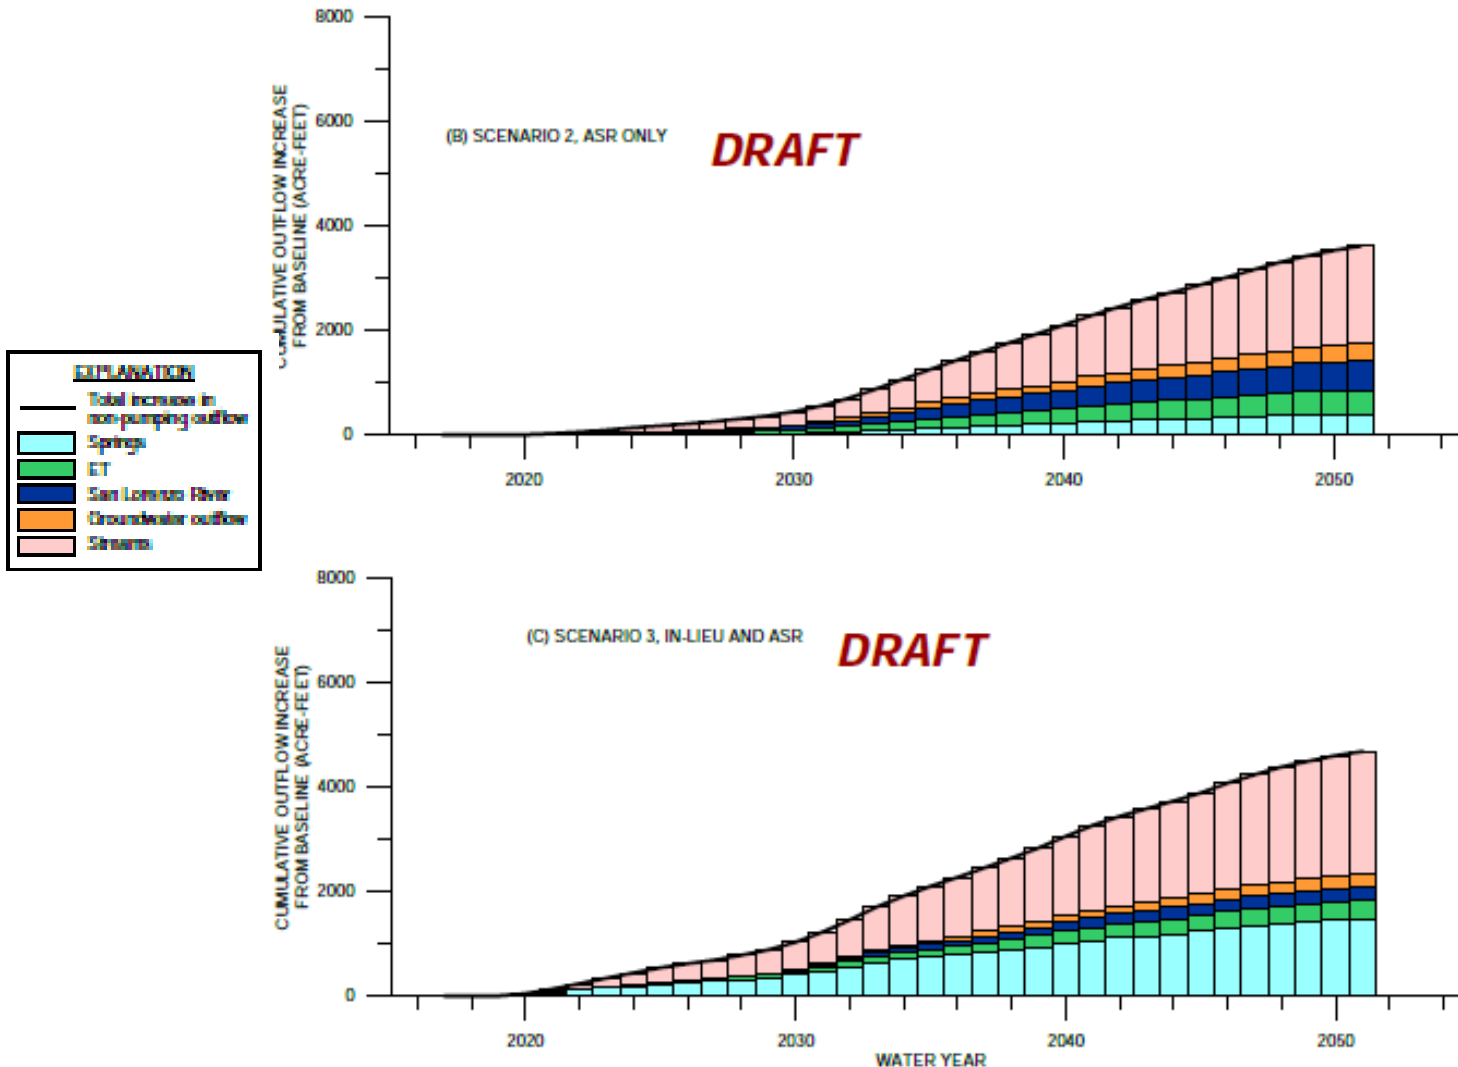 8000
6000
4000
2000
0
CUMULATIVE OUTFLOW INCREASE
FROM BASELINE (ACRE-FEET)
(B) SCENARIO 2, ASR ONLY
DRAFT
2020
2030
2040
2050
EXPLANATION
Total increase in
non-pumping outflow
Springs
ET
San Lorenzo River
Groundwater outflow
Streams
8000
6000
4000
2000
0
CUMULATIVE OUTFLOW INCREASE
FROM BASELINE (ACRE-FEET)
(C) SCENARIO 3, IN-LIEU AND ASR
DRAFT
2020
2030
2040
2050
WATER YEAR